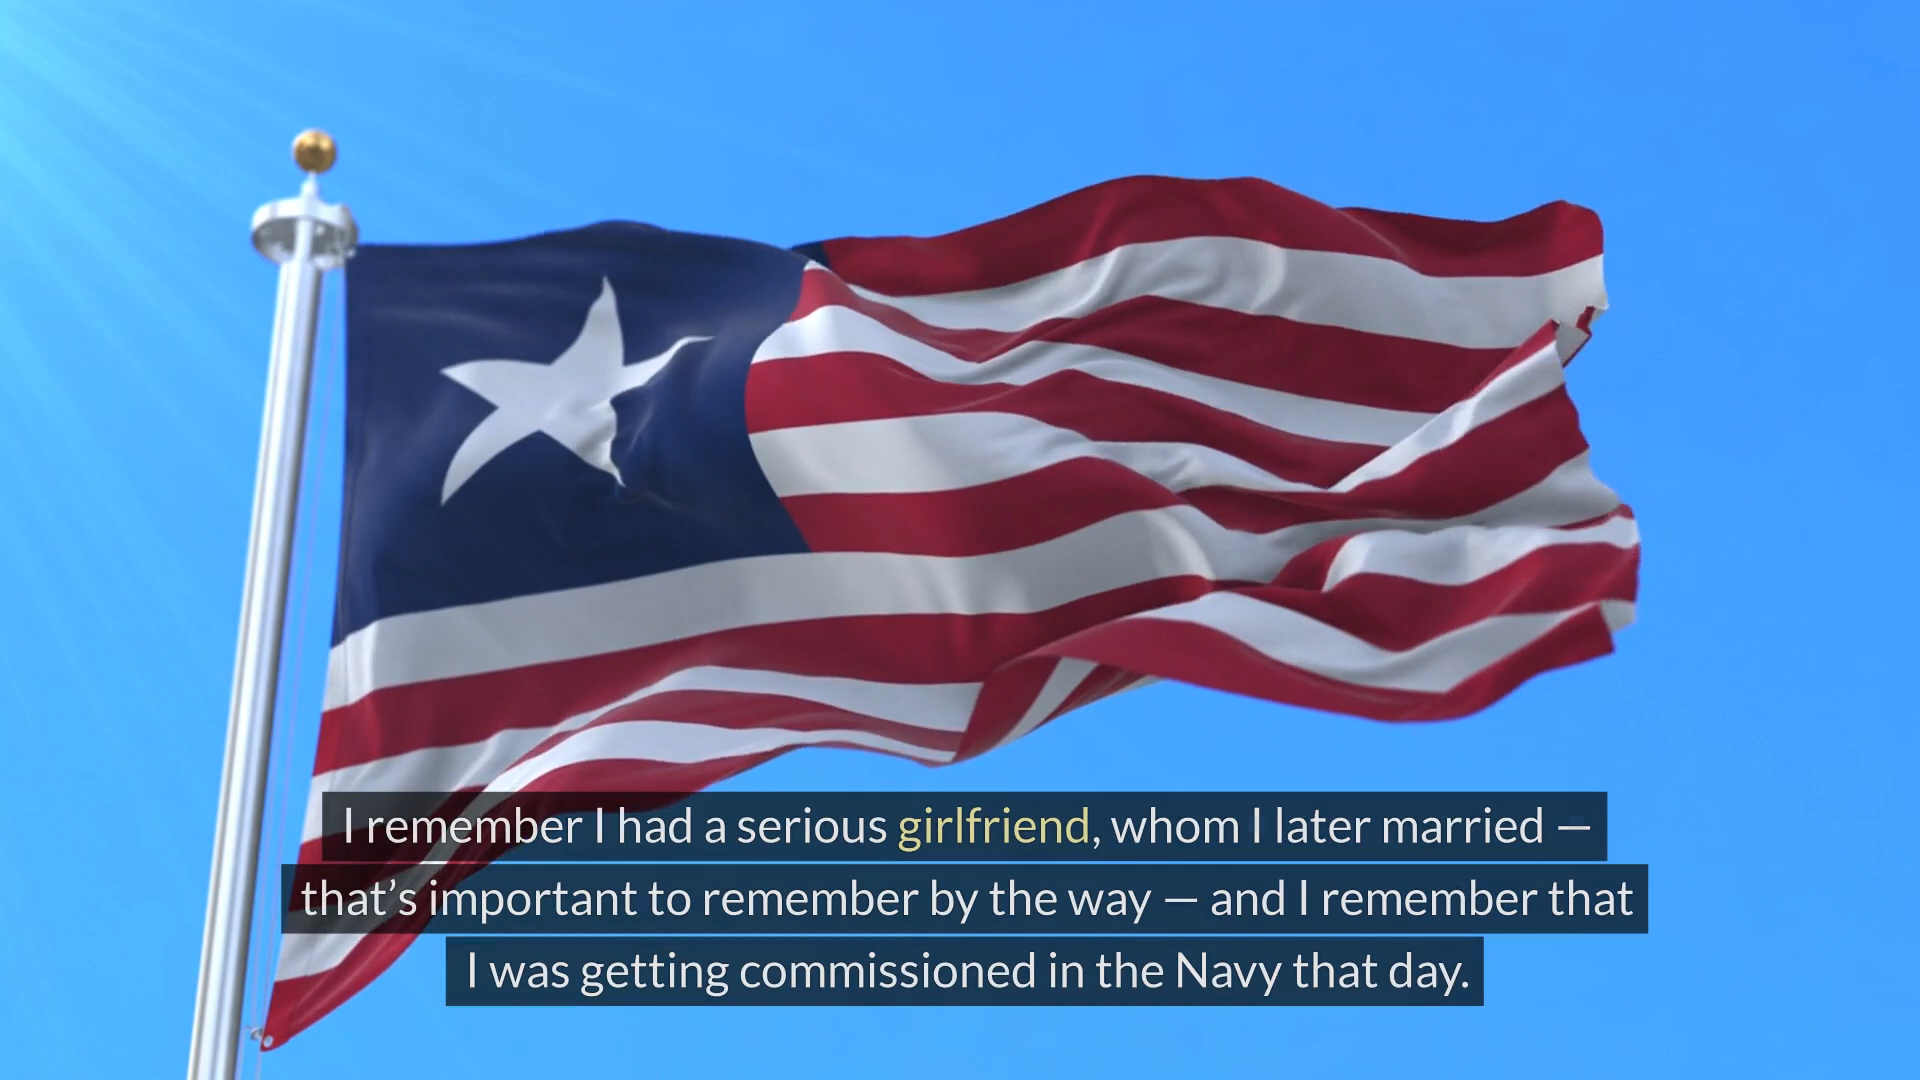 I remember I had a serious girlfriend, whom I later married —
that’s important to remember by the way — and I remember that
I was getting commissioned in the Navy that day.